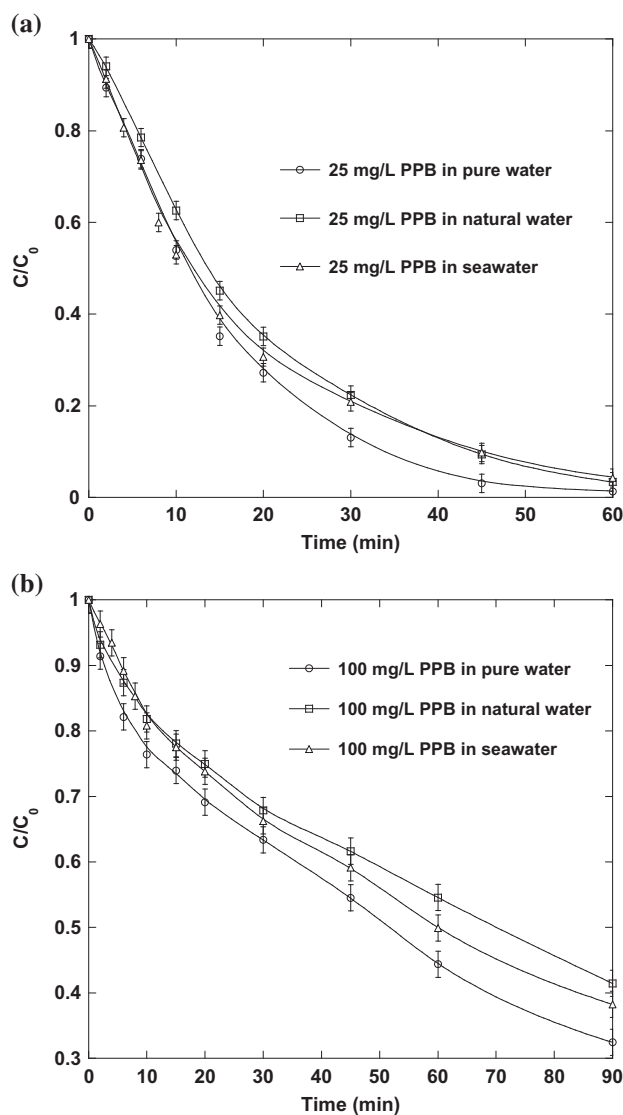 (a)
1
0.8
0.6
0.4
0.2
0
C/C0
25 mg/L PPB in pure water
25 mg/L PPB in natural water
25 mg/L PPB in seawater
0 10 20 30 40 50 60
Time (min)
(b)
1
0.9
0.8
0.7
0.6
0.5
0.4
0.3
C/C0
100 mg/L PPB in pure water
100 mg/L PPB in natural water
100 mg/L PPB in seawater
0 10 20 30 40 50 60 70 80 90
Time (min)